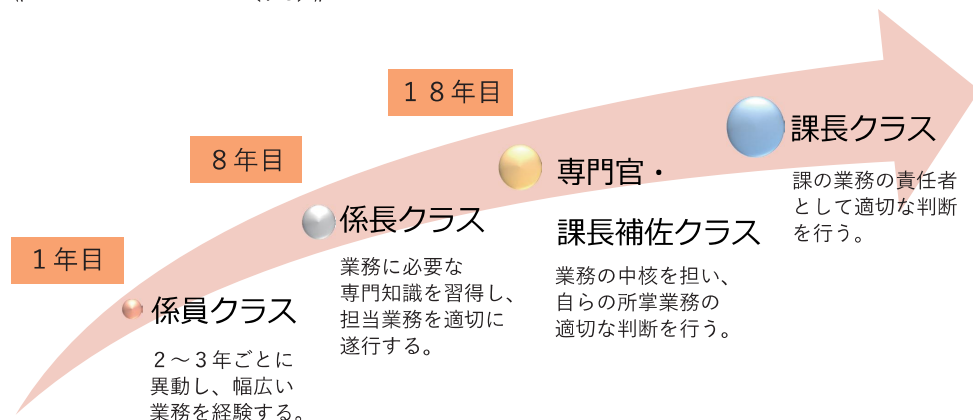 1年目
係員クラス
2~3年ごとに
異動し、幅広い
業務を経験する。
8年目
係長クラス
業務に必要な
専門知識を習得し、
担当業務を適切に
遂行する。
18年目
専門官・
課長補佐クラス
業務の中核を担い、
自らの所掌業務の
適切な判断を行う。
課長クラス
課の業務の責任者
として適切な判断
を行う。